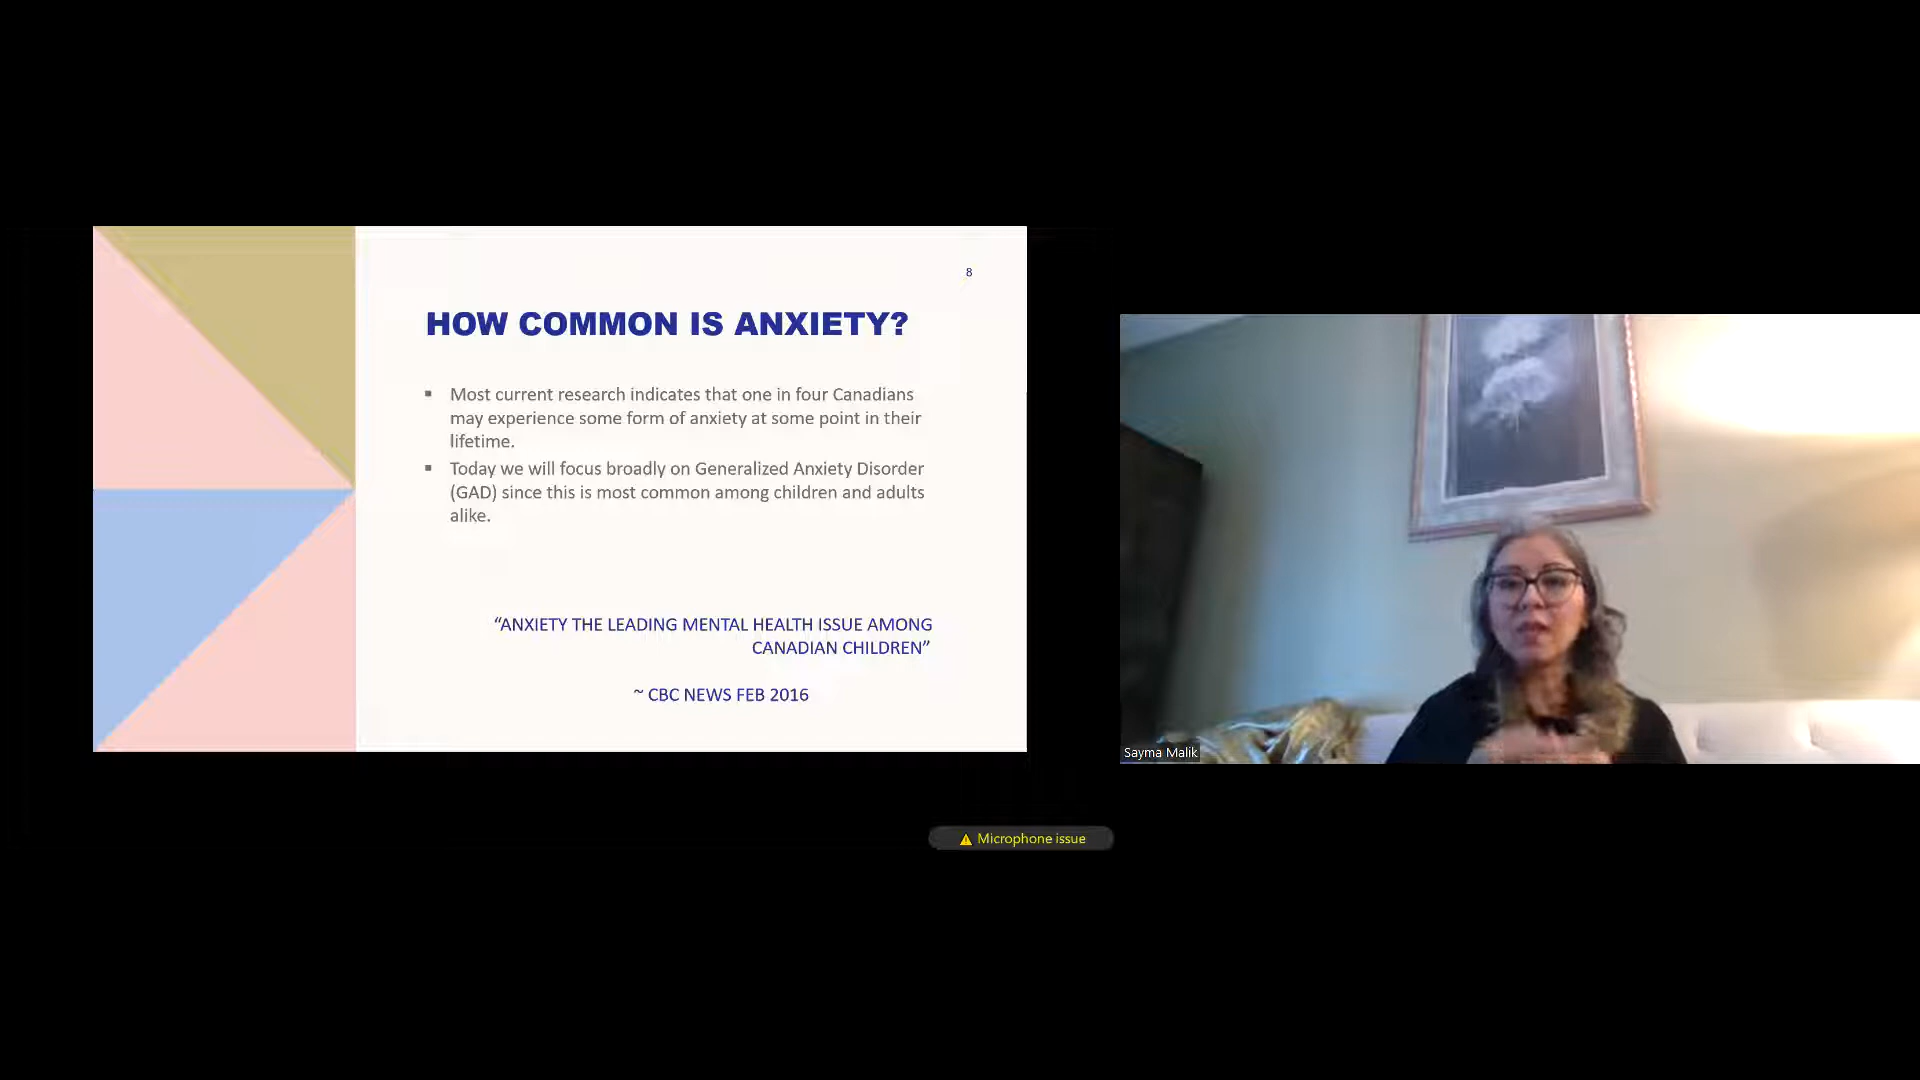 8
HOW COMMON IS ANXIETY?
▪ Most current research indicates that one in four Canadians
may experience some form of anxiety at some point in their
lifetime.
▪ Today we will focus broadly on Generalized Anxiety Disorder
(GAD) since this is most common among children and adults
alike.
“ANXIETY THE LEADING MENTAL HEALTH ISSUE AMONG
CANADIAN CHILDREN”
~ CBC NEWS FEB 2016
Sayma Malik
Microphone issue